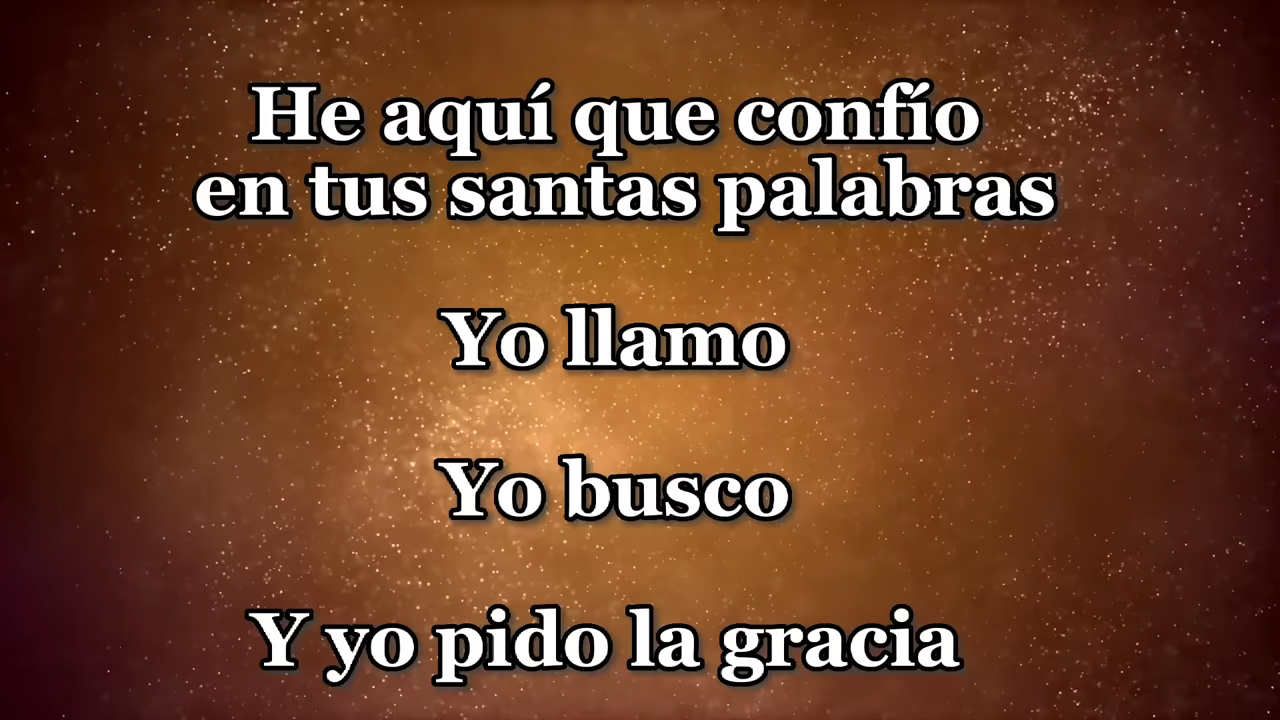 He aquí que confío
en tus santas palabras
Yo llamo
Yo busco
Y yo pido la gracia